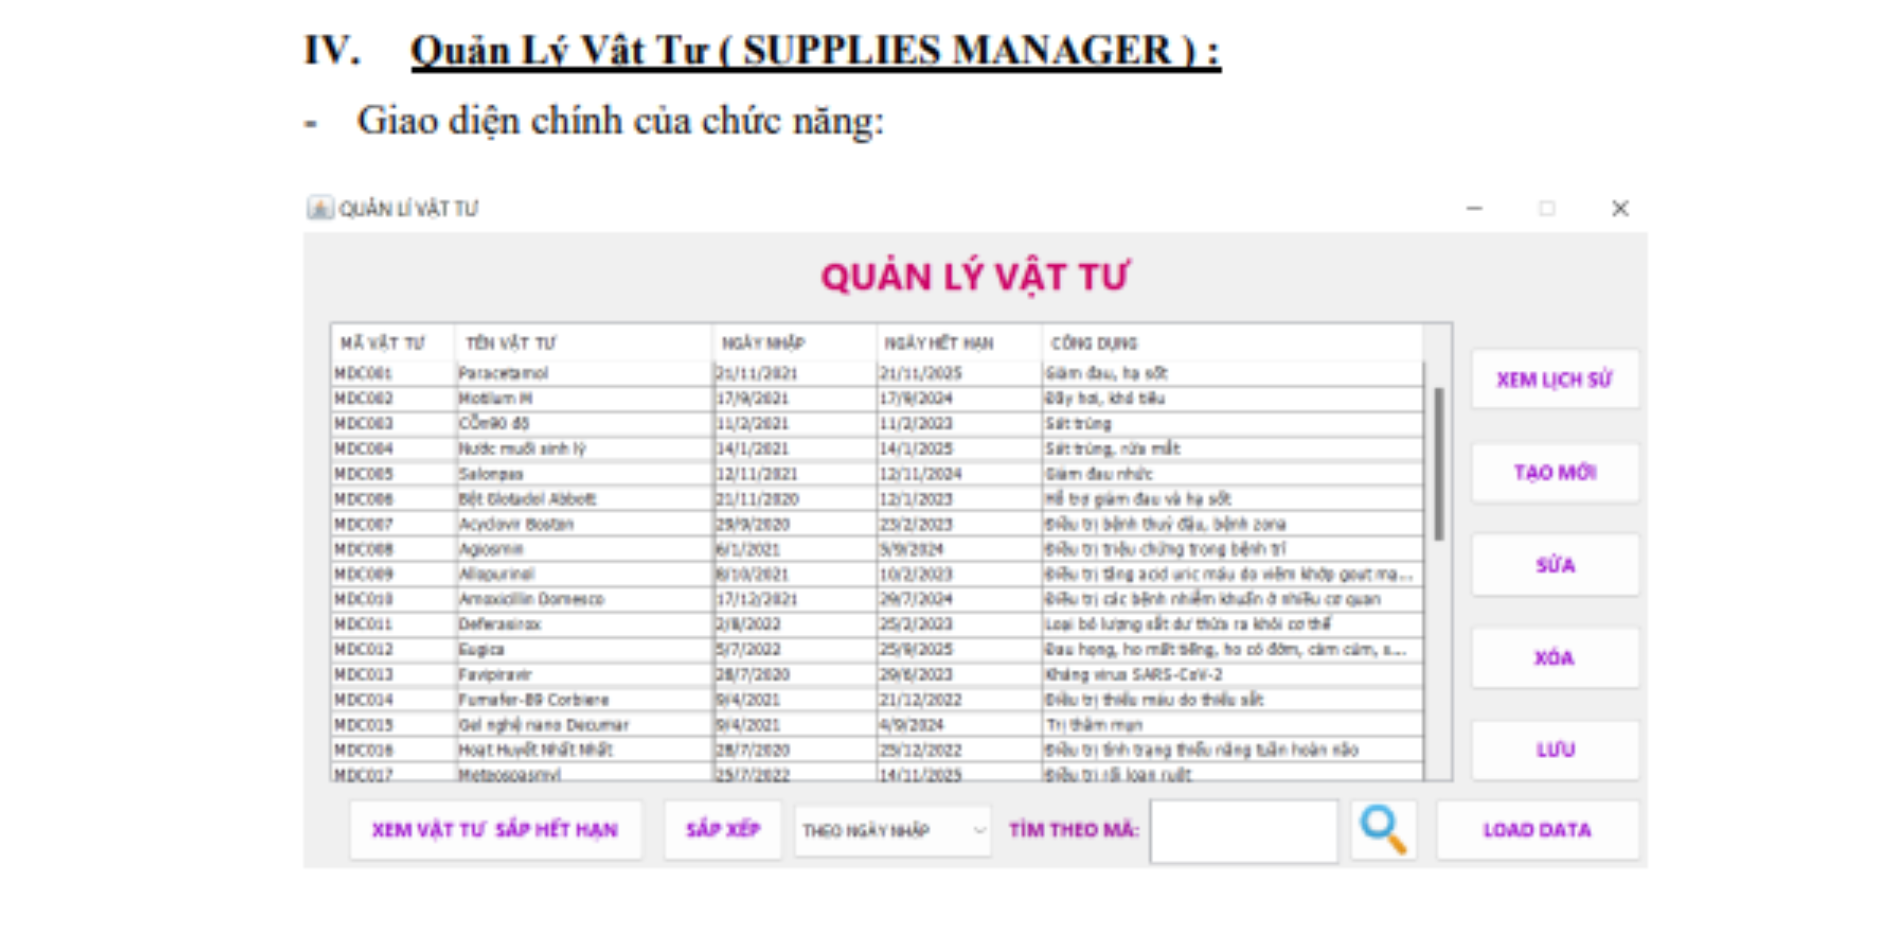 IV. Quản Lý Vật Tư ( SUPPLIES MANAGER ) :
- Giao diện chính của chức năng:
QUẢN LÍ VẬT TƯ
QUẢN LÝ VẬT TƯ
MÃ VẬT TƯ TÊN VẬT TƯ NGÀY NHẬP NGÀY HẾT HẠN CÔNG DỤNG
MDC001 Paracetamol 21/11/2021 21/11/2025 Giảm đau, hạ sốt
MDC002 Motilum M 17/9/2021 17/9/2024 Đầy hơi, khó tiêu
MDC003 CỒn90 độ 11/2/2021 11/2/2023 Sát trùng
MDC004 Nước muối sinh lý 14/1/2021 14/1/2025 Sát trùng, rửa mắt
MDC005 Salonpas 12/11/2021 12/11/2024 Giảm đau nhức
MDC006 Bột Glotadol Abbott 21/11/2020 12/1/2023 Hỗ trợ giảm đau và hạ sốt
MDC007 Acyclovir Boston 29/9/2020 23/2/2023 Điều trị bệnh thuỷ đậu, bệnh zona
MDC008 Agiosmin 6/1/2021 5/9/2024 Điều trị triệu chứng trong bệnh trĩ
MDC009 Allopurinol 8/10/2021 10/2/2023 Điều trị tăng acid uric máu do viêm khớp gout mạ...
MDC010 Amoxicillin Domesco 17/12/2021 29/7/2024 Điều trị các bệnh nhiễm khuẩn ở nhiều cơ quan
MDC011 Deferasirox 2/8/2022 25/2/2023 Loại bỏ lượng sắt dư thừa ra khỏi cơ thể
MDC012 Eugica 5/7/2022 25/9/2025 Đau họng, ho mất tiếng, ho có đờm, cảm cúm, s...
MDC013 Favipiravir 28/7/2020 29/6/2023 Kháng virus SARS-CoV-2
MDC014 Fumafer-B9 Corbiere 9/4/2021 21/12/2022 Điều trị thiếu máu do thiếu sắt
MDC015 Gel nghệ nano Decumar 9/4/2021 4/9/2024 Trị thâm mụn
MDC016 Hoạt Huyết Nhất Nhất 28/7/2020 25/12/2022 Điều trị tình trạng thiểu năng tuần hoàn não
MDC017 Meteospasmyl 25/7/2022 14/11/2025 Điều trị rối loạn ruột
XEM LỊCH SỬ
TẠO MỚI
SỬA
XÓA
LƯU
XEM VẬT TƯ SẮP HẾT HẠN SẮP XẾP THEO NGÀY NHẬP TÌM THEO MÃ: LOAD DATA